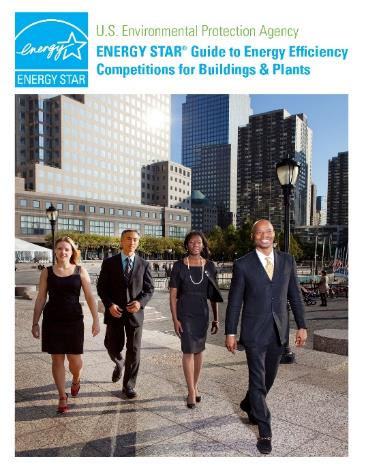 U.S. Environmental Protection Agency
ENERGY STAR® Guide to Energy Efficiency
Competitions for Buildings & Plants
energy
ENERGY STAR